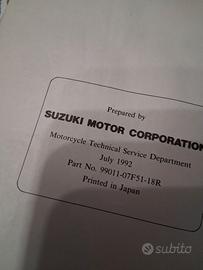 Prepared by
SUZUKI MOTOR CORPORATION
Motorcycle Technical Service Department
July 1992
Part No. 99011-07F51-18R
Printed in Japan
subito